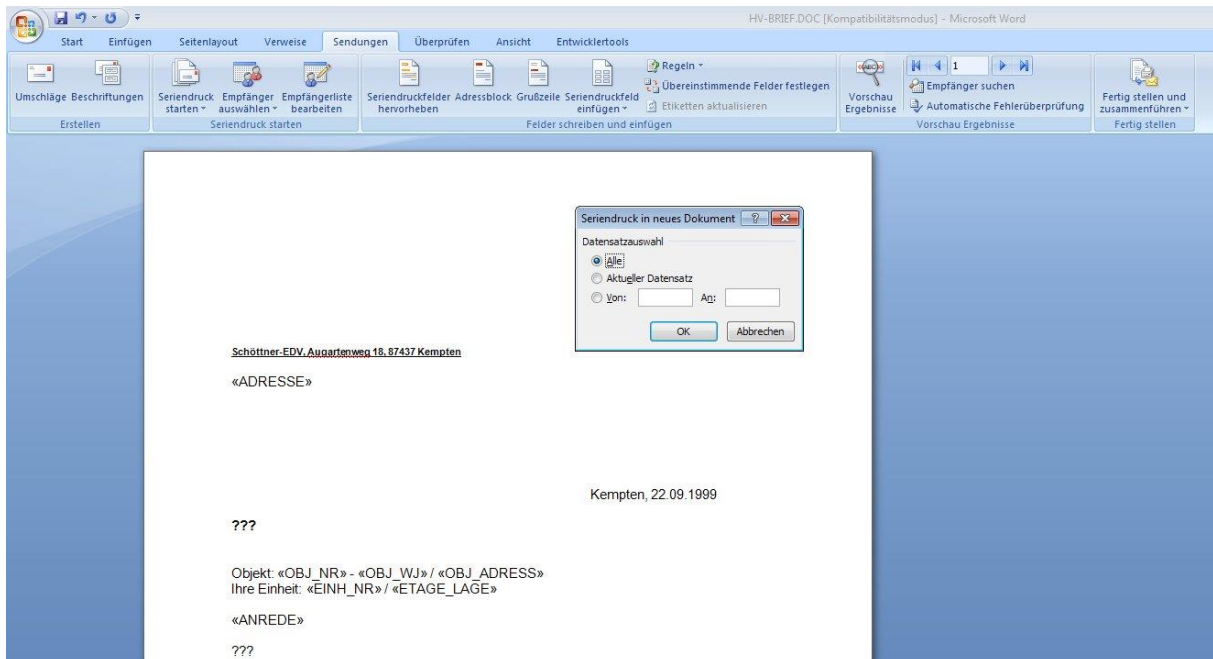 HV-BRIEF.DOC [Kompatibilitätsmodus] - Microsoft Word
Start Einfügen Seitenlayout Verweise Sendungen Überprüfen Ansicht Entwicklertools
Umschläge Beschriftungen
Erstellen
Seriendruck starten
Empfänger auswählen
Empfängerliste bearbeiten
Seriendruck starten
Seriendruckfelder hervorheben
Adressblock
Grußzeile
Seriendruckfeld einfügen
Regeln
Übereinstimmende Felder festlegen
Etiketten aktualisieren
Felder schreiben und einfügen
«ABC»
Vorschau Ergebnisse
1
Empfänger suchen
Automatische Fehlerüberprüfung
Vorschau Ergebnisse
Fertig stellen und zusammenführen
Fertig stellen
Seriendruck in neues Dokument ?
Datensatzauswahl
Alle
Aktueller Datensatz
Von: An:
OK Abbrechen
Schöttner-EDV, Augartenweg 18, 87437 Kempten
«ADRESSE»
Kempten, 22.09.1999
???
Objekt: «OBJ_NR» - «OBJ_WJ» / «OBJ_ADRESS»
Ihre Einheit: «EINH_NR» / «ETAGE_LAGE»
«ANREDE»
???